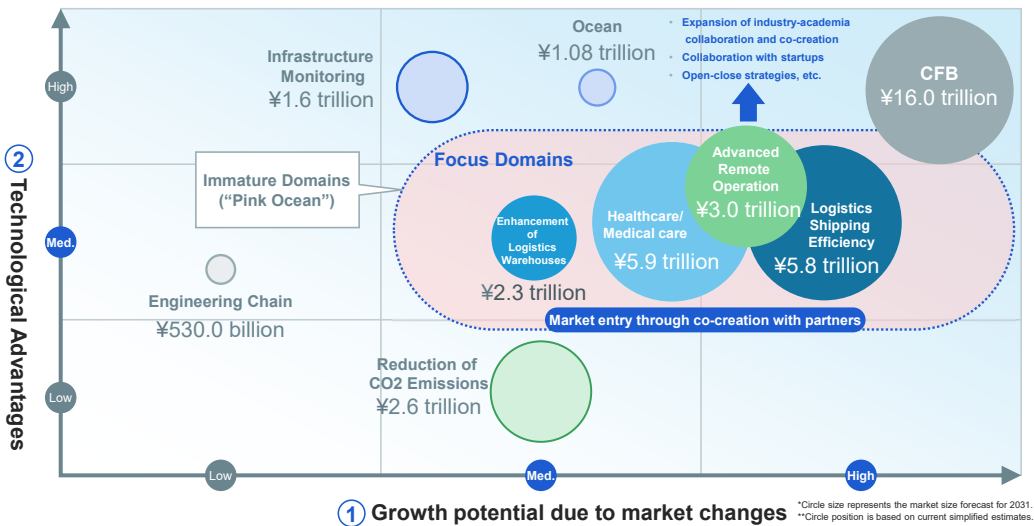 ② Technological Advantages
High
Med.
Low
Infrastructure
Monitoring
¥1.6 trillion
Ocean
¥1.08 trillion
・ Expansion of industry-academia
collaboration and co-creation
・ Collaboration with startups
・ Open-close strategies, etc.
CFB
¥16.0 trillion
Immature Domains
(“Pink Ocean”)
Focus Domains
Enhancement
of
Logistics
Warehouses
¥2.3 trillion
Healthcare/
Medical care
¥5.9 trillion
Advanced
Remote
Operation
¥3.0 trillion
Logistics
Shipping
Efficiency
¥5.8 trillion
Engineering Chain
¥530.0 billion
Market entry through co-creation with partners
Reduction of
CO2 Emissions
¥2.6 trillion
Low
Med.
High
① Growth potential due to market changes
*Circle size represents the market size forecast for 2031.
**Circle position is based on current simplified estimates.